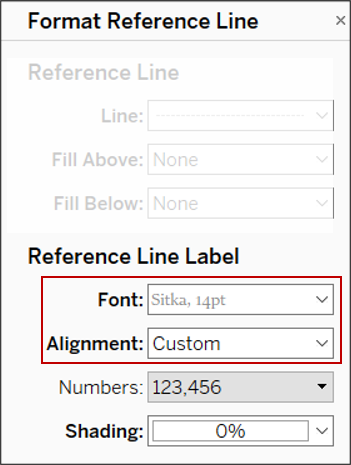 Format Reference Line ×
Reference Line
Line:
Fill Above: None
Fill Below: None
Reference Line Label
Font: Sitka, 14pt
Alignment: Custom
Numbers: 123,456
Shading: 0%